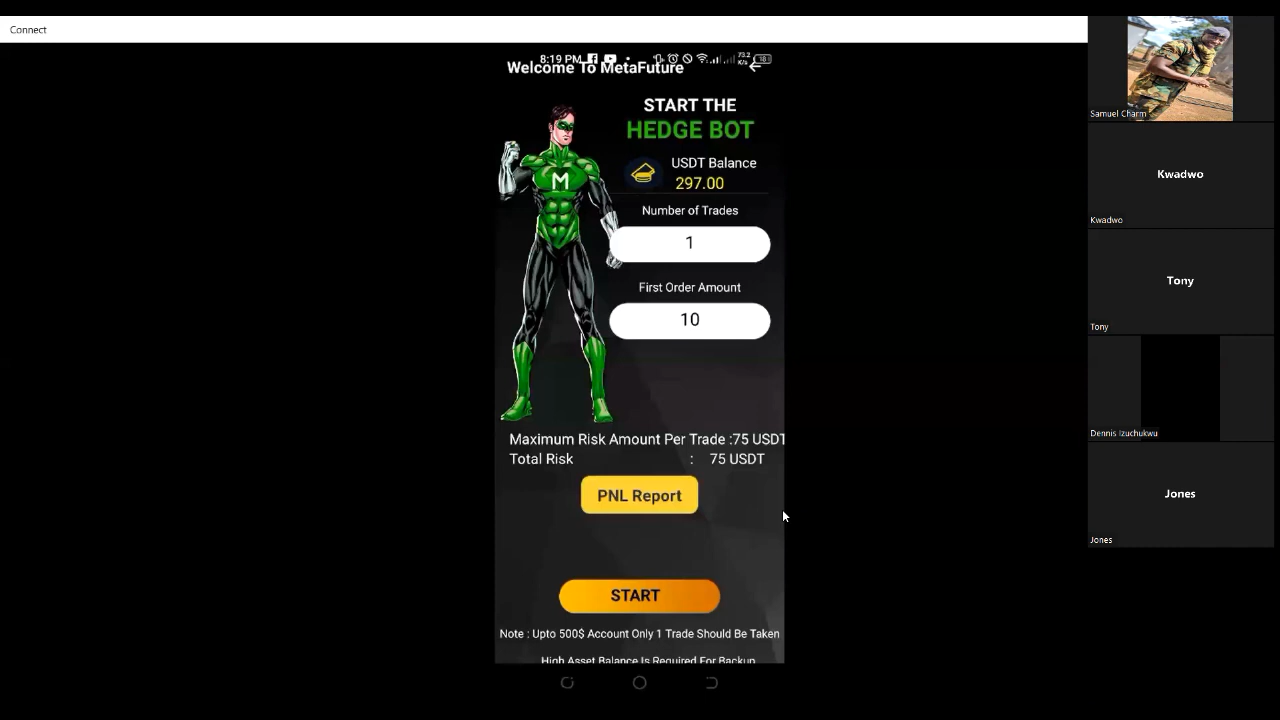 Connect
8:19 PM
73.2
K/s
18
Welcome To MetaFuture
START THE
HEDGE BOT
M
USDT Balance
297.00
Number of Trades
1
First Order Amount
10
Maximum Risk Amount Per Trade :75 USDT
Total Risk : 75 USDT
PNL Report
START
Note : Upto 500$ Account Only 1 Trade Should Be Taken
High Asset Balance Is Required For Backup
Samuel Charm
Kwadwo
Kwadwo
Tony
Tony
Dennis Izuchukwu
Jones
Jones